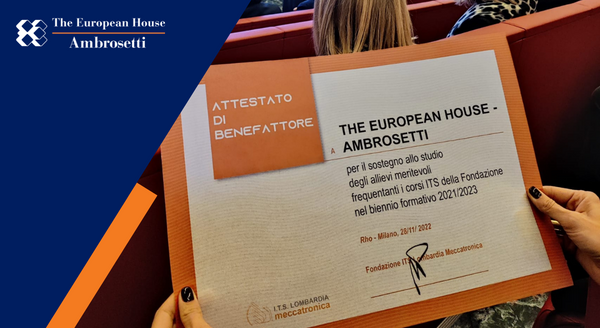 The European House
Ambrosetti
ATTESTATO
DI
BENEFATTORE
A THE EUROPEAN HOUSE -
AMBROSETTI
per il sostegno allo studio
degli allievi meritevoli
frequentanti i corsi ITS della Fondazione
nel biennio formativo 2021/2023
Rho - Milano, 28/11/ 2022
Fondazione ITS Lombardia Meccatronica
I.T.S. LOMBARDIA
meccatronica